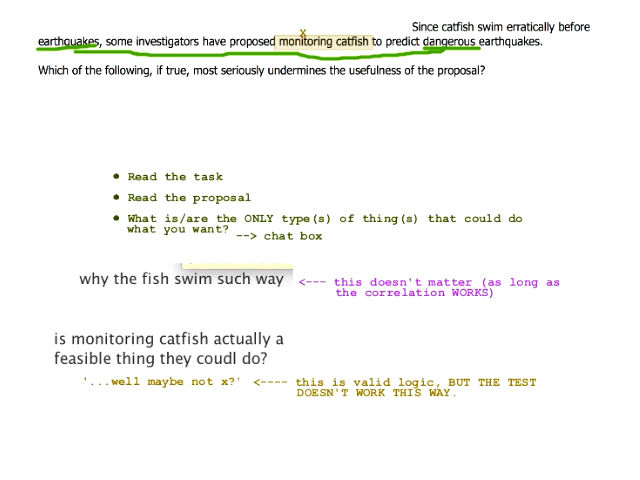 Since catfish swim erratically before
x
earthquakes, some investigators have proposed monitoring catfish to predict dangerous earthquakes.
Which of the following, if true, most seriously undermines the usefulness of the proposal?
• Read the task
• Read the proposal
• What is/are the ONLY type(s) of thing(s) that could do
what you want?
--> chat box
why the fish swim such way
<--- this doesn't matter (as long as
the correlation WORKS)
is monitoring catfish actually a
feasible thing they coudl do?
'...well maybe not x?' <---- this is valid logic, BUT THE TEST
DOESN'T WORK THIS WAY.